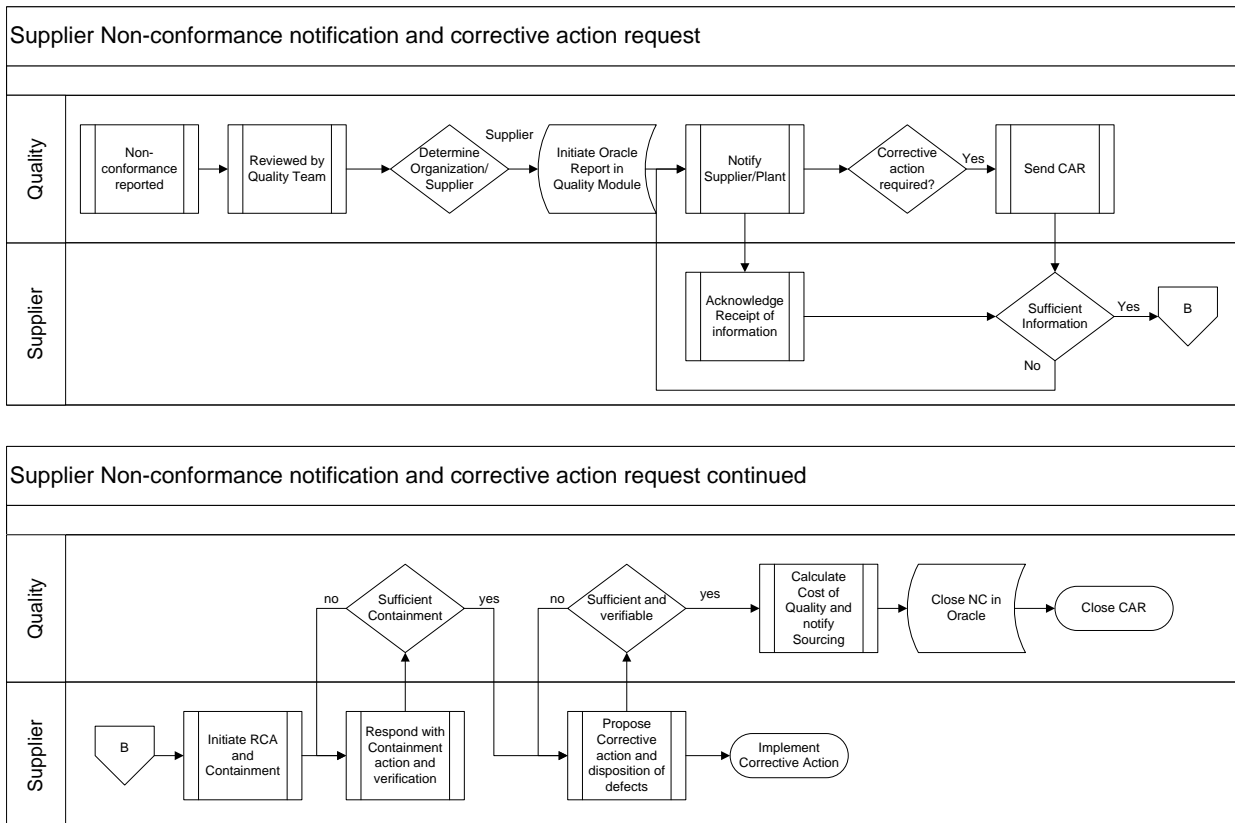 Supplier Non-conformance notification and corrective action request
Quality
Non-
conformance
reported
Reviewed by
Quality Team
Determine
Organization/
Supplier
Supplier
Initiate Oracle
Report in
Quality Module
Notify
Supplier/Plant
Corrective
action
required?
Yes
Send CAR
Supplier
Acknowledge
Receipt of
information
Sufficient
Information
Yes
B
No
Supplier Non-conformance notification and corrective action request continued
Quality
no
Sufficient
Containment
yes
no
Sufficient and
verifiable
yes
Calculate
Cost of
Quality and
notify
Sourcing
Close NC in
Oracle
Close CAR
Supplier
B
Initiate RCA
and
Containment
Respond with
Containment
action and
verification
Propose
Corrective
action and
disposition of
defects
Implement
Corrective Action